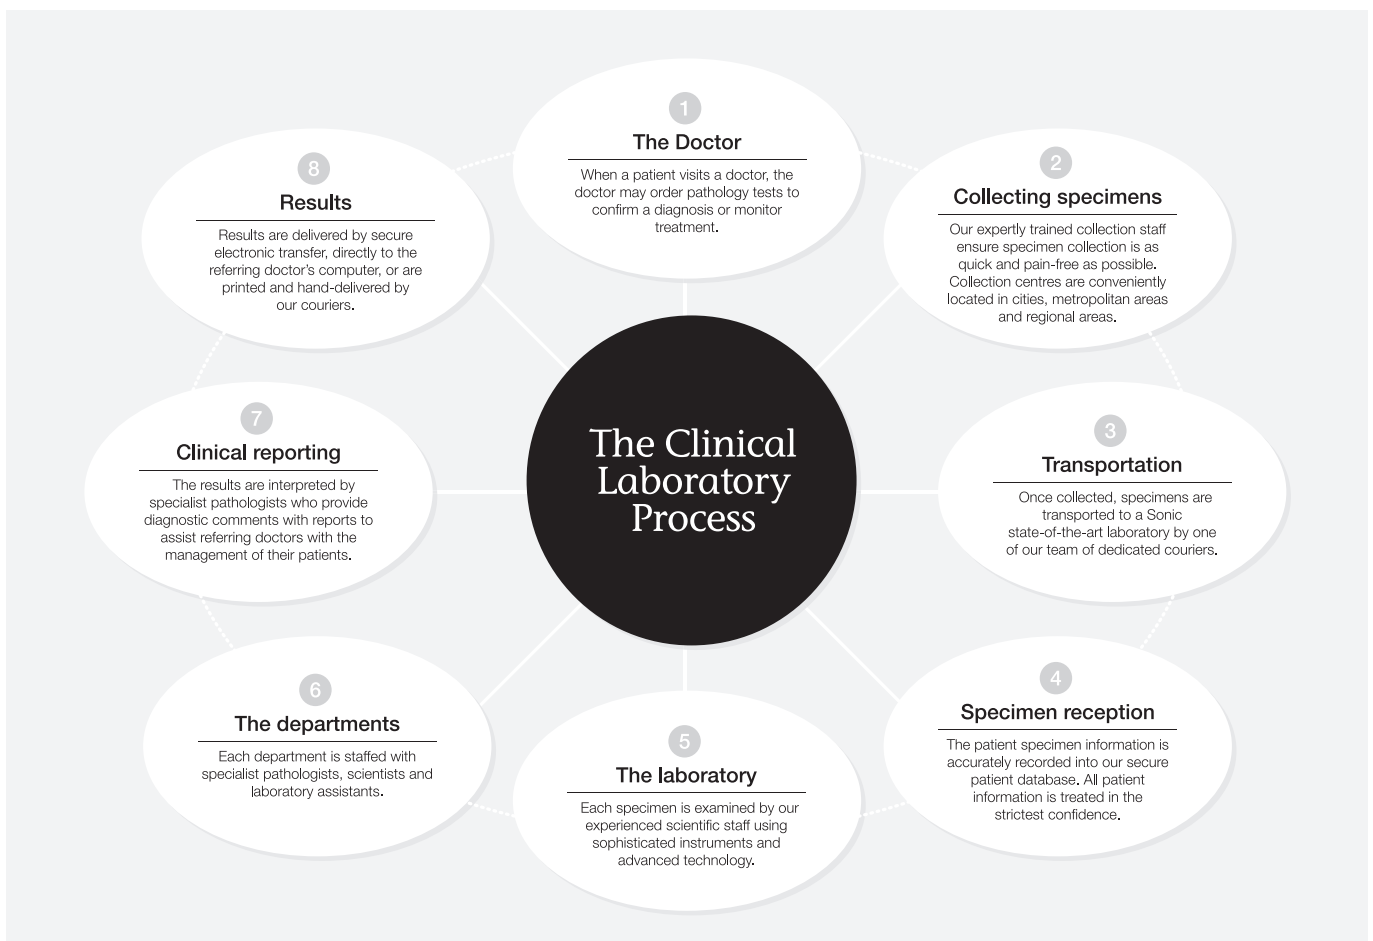 1
The Doctor
When a patient visits a doctor, the
doctor may order pathology tests to
confirm a diagnosis or monitor
treatment.
2
Collecting specimens
Our expertly trained collection staff
ensure specimen collection is as
quick and pain-free as possible.
Collection centres are conveniently
located in cities, metropolitan areas
and regional areas.
3
Transportation
Once collected, specimens are
transported to a Sonic
state-of-the-art laboratory by one
of our team of dedicated couriers.
4
Specimen reception
The patient specimen information is
accurately recorded into our secure
patient database. All patient
information is treated in the
strictest confidence.
5
The laboratory
Each specimen is examined by our
experienced scientific staff using
sophisticated instruments and
advanced technology.
6
The departments
Each department is staffed with
specialist pathologists, scientists and
laboratory assistants.
7
Clinical reporting
The results are interpreted by
specialist pathologists who provide
diagnostic comments with reports to
assist referring doctors with the
management of their patients.
8
Results
Results are delivered by secure
electronic transfer, directly to the
referring doctor's computer, or are
printed and hand-delivered by
our couriers.
The Clinical
Laboratory
Process